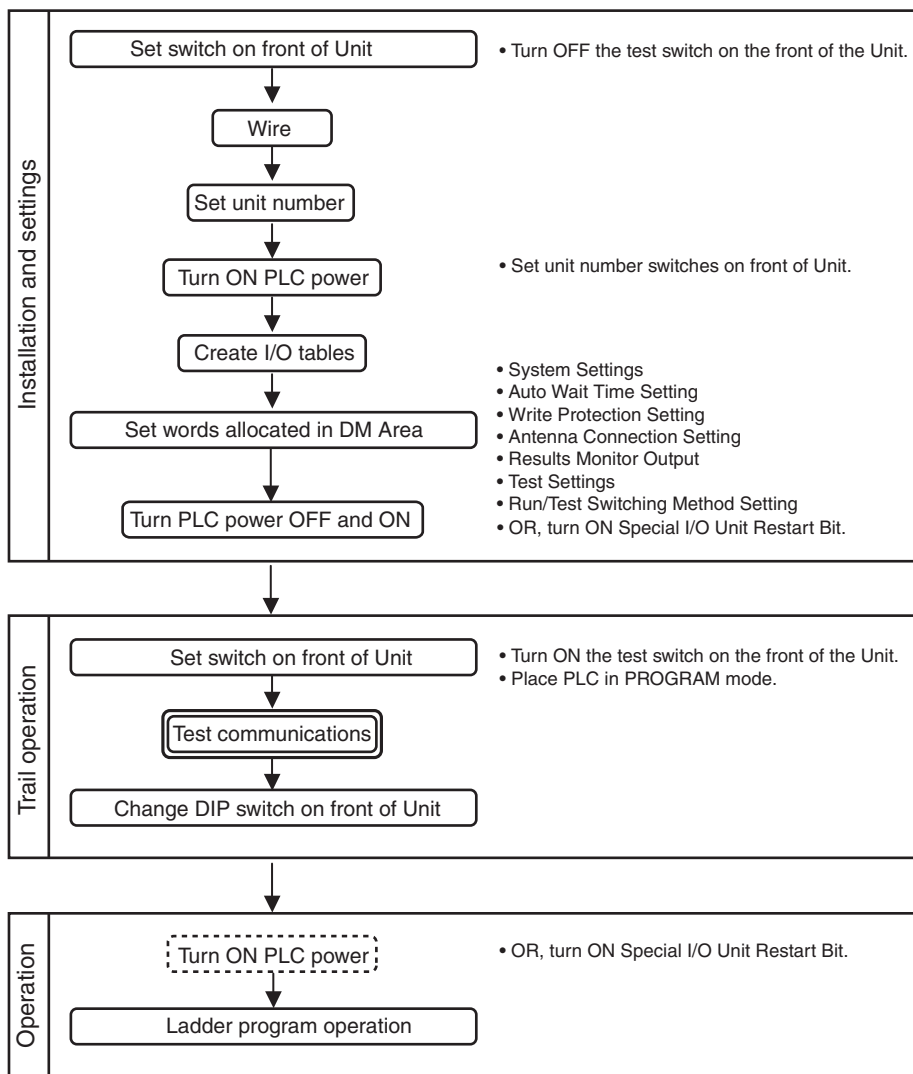 Installation and settings
Set switch on front of Unit
• Turn OFF the test switch on the front of the Unit.
Wire
Set unit number
Turn ON PLC power
• Set unit number switches on front of Unit.
Create I/O tables
Set words allocated in DM Area
• System Settings
• Auto Wait Time Setting
• Write Protection Setting
• Antenna Connection Setting
• Results Monitor Output
• Test Settings
• Run/Test Switching Method Setting
Turn PLC power OFF and ON
• OR, turn ON Special I/O Unit Restart Bit.
Trail operation
Set switch on front of Unit
• Turn ON the test switch on the front of the Unit.
• Place PLC in PROGRAM mode.
Test communications
Change DIP switch on front of Unit
Operation
Turn ON PLC power
• OR, turn ON Special I/O Unit Restart Bit.
Ladder program operation